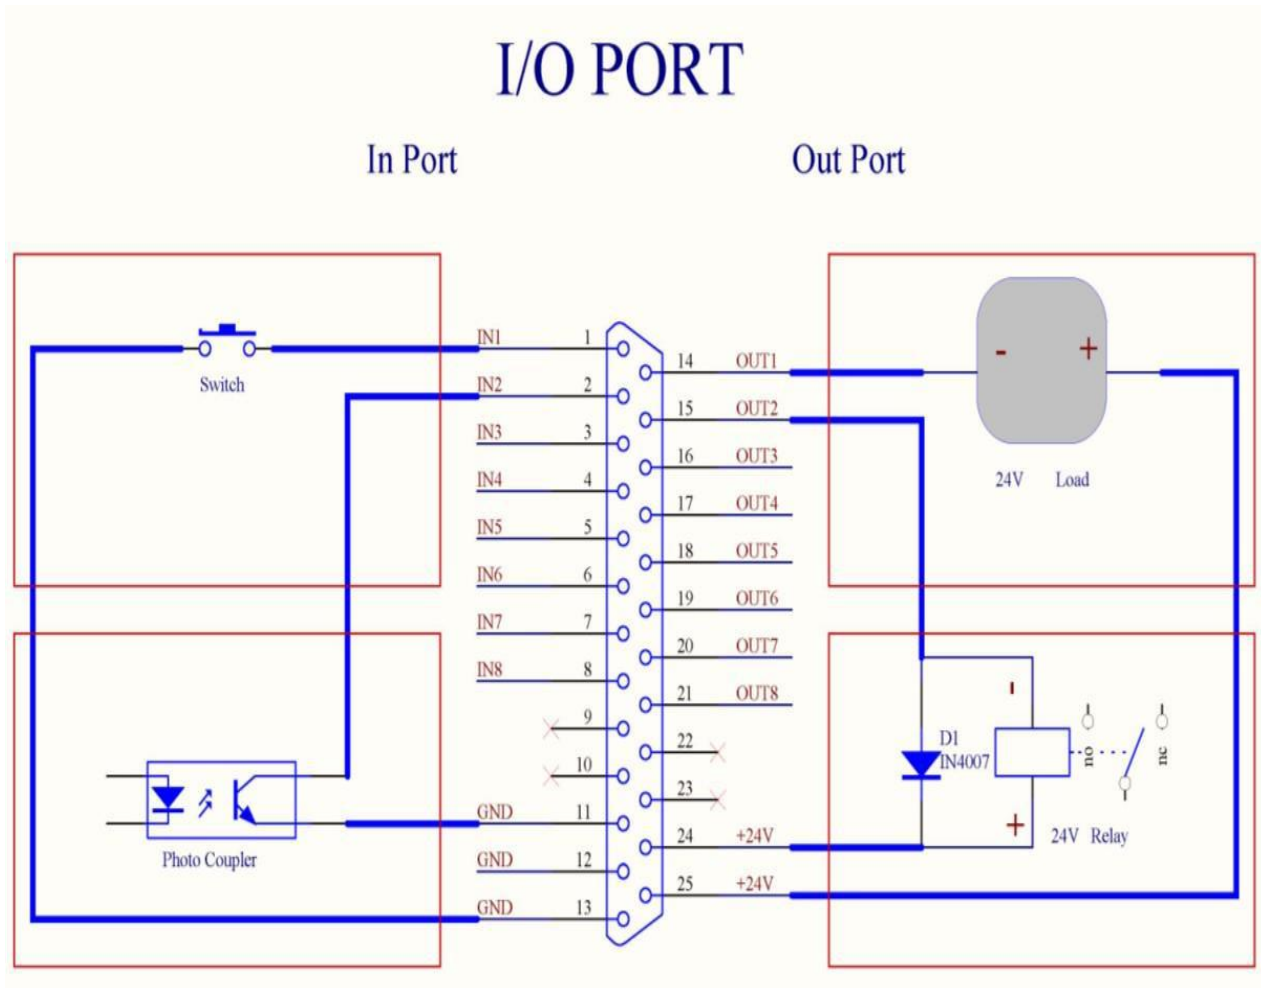 I/O PORT
In Port
Out Port
Switch
IN1 1
IN2 2
IN3 3
IN4 4
IN5 5
IN6 6
IN7 7
IN8 8
9
10
GND 11
GND 12
GND 13
Photo Coupler
14 OUT1
15 OUT2
16 OUT3
17 OUT4
18 OUT5
19 OUT6
20 OUT7
21 OUT8
22
23
24 +24V
25 +24V
- +
24V Load
-
D1
IN4007
no
nc
+
24V Relay